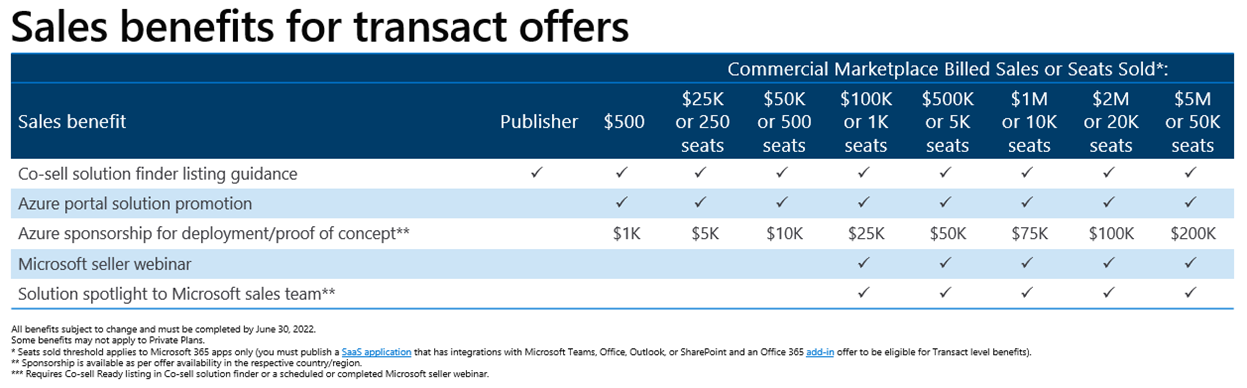 Sales benefits for transact offers
Commercial Marketplace Billed Sales or Seats Sold*:
Sales benefit Publisher $500 $25K or 250 seats $50K or 500 seats $100K or 1K seats $500K or 5K seats $1M or 10K seats $2M or 20K seats $5M or 50K seats
Co-sell solution finder listing guidance ✓ ✓ ✓ ✓ ✓ ✓ ✓ ✓ ✓
Azure portal solution promotion ✓ ✓ ✓ ✓ ✓ ✓ ✓ ✓
Azure sponsorship for deployment/proof of concept** $1K $5K $10K $25K $50K $75K $100K $200K
Microsoft seller webinar ✓ ✓ ✓ ✓ ✓
Solution spotlight to Microsoft sales team** ✓ ✓ ✓ ✓ ✓
All benefits subject to change and must be completed by June 30, 2022.
Some benefits may not apply to Private Plans.
* Seats sold threshold applies to Microsoft 365 apps only (you must publish a SaaS application that has integrations with Microsoft Teams, Office, Outlook, or SharePoint and an Office 365 add-in offer to be eligible for Transact level benefits).
** Sponsorship is available as per offer availability in the respective country/region.
*** Requires Co-sell Ready listing in Co-sell solution finder or a scheduled or completed Microsoft seller webinar.